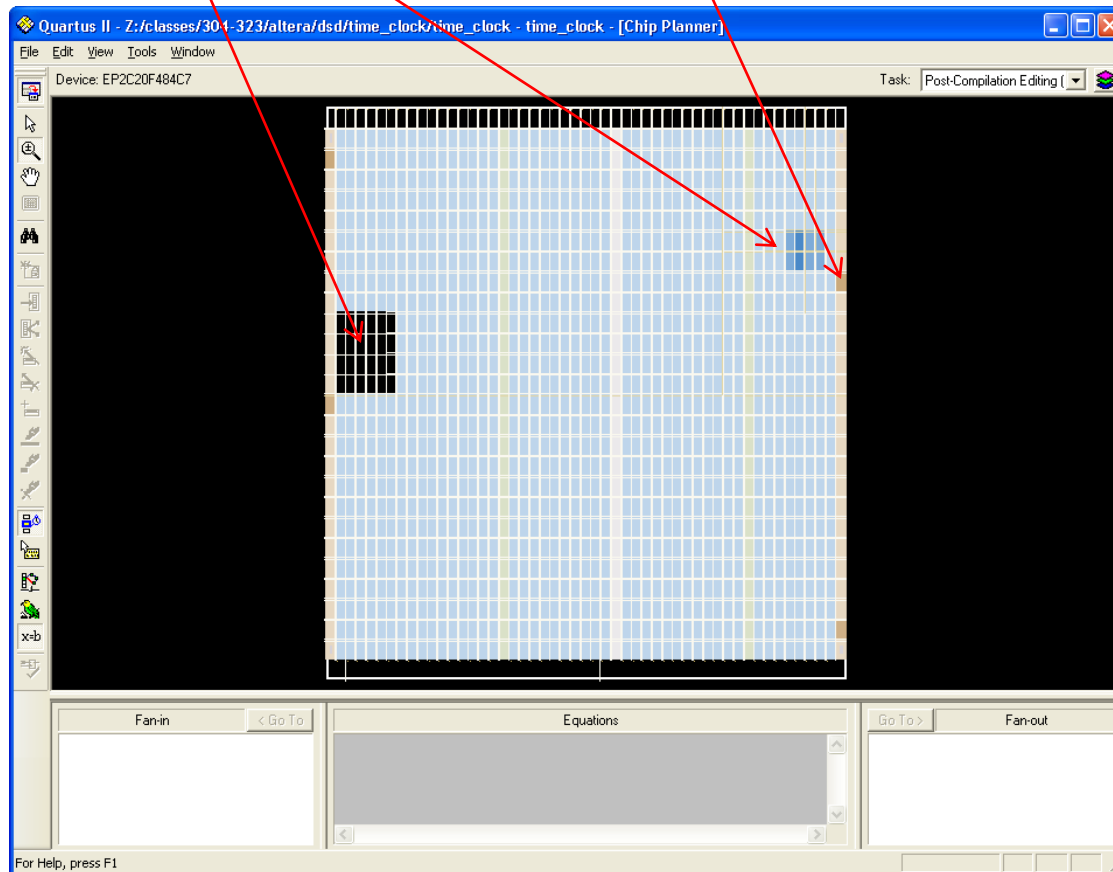 Quartus II - Z:/classes/304-323/altera/dsd/time_clock/time_clock - time_clock - [Chip Planner]
File Edit View Tools Window
Device: EP2C20F484C7 Task: Post-Compilation Editing (
x=b
Fan-in < Go To Equations Go To > Fan-out
For Help, press F1